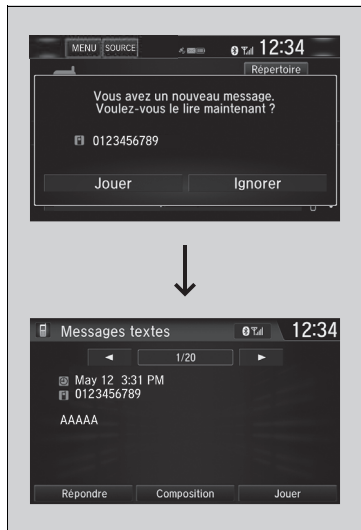 MENU SOURCE 12:34
Répertoire
Vous avez un nouveau message.
Voulez-vous le lire maintenant ?
0123456789
Jouer Ignorer
Messages textes 12:34
1/20
May 12 3:31 PM
0123456789
AAAAA
Répondre Composition Jouer